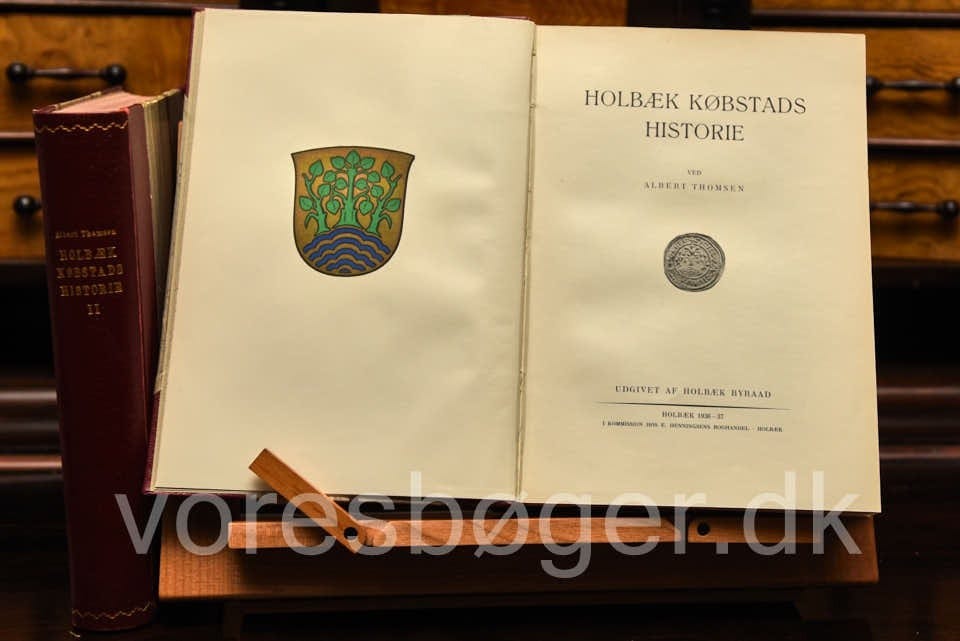 Albert Thomsen
HOLBÆK
KØBSTADS
HISTORIE
II
HOLBÆK KØBSTADS
HISTORIE
VED
ALBERT THOMSEN
UDGIVET AF HOLBÆK BYRAAD
HOLBÆK 1936-37
I KOMMISSION HOS E. HENNINGSENS BOGHANDEL - HOLBÆK
voresbøger.dk